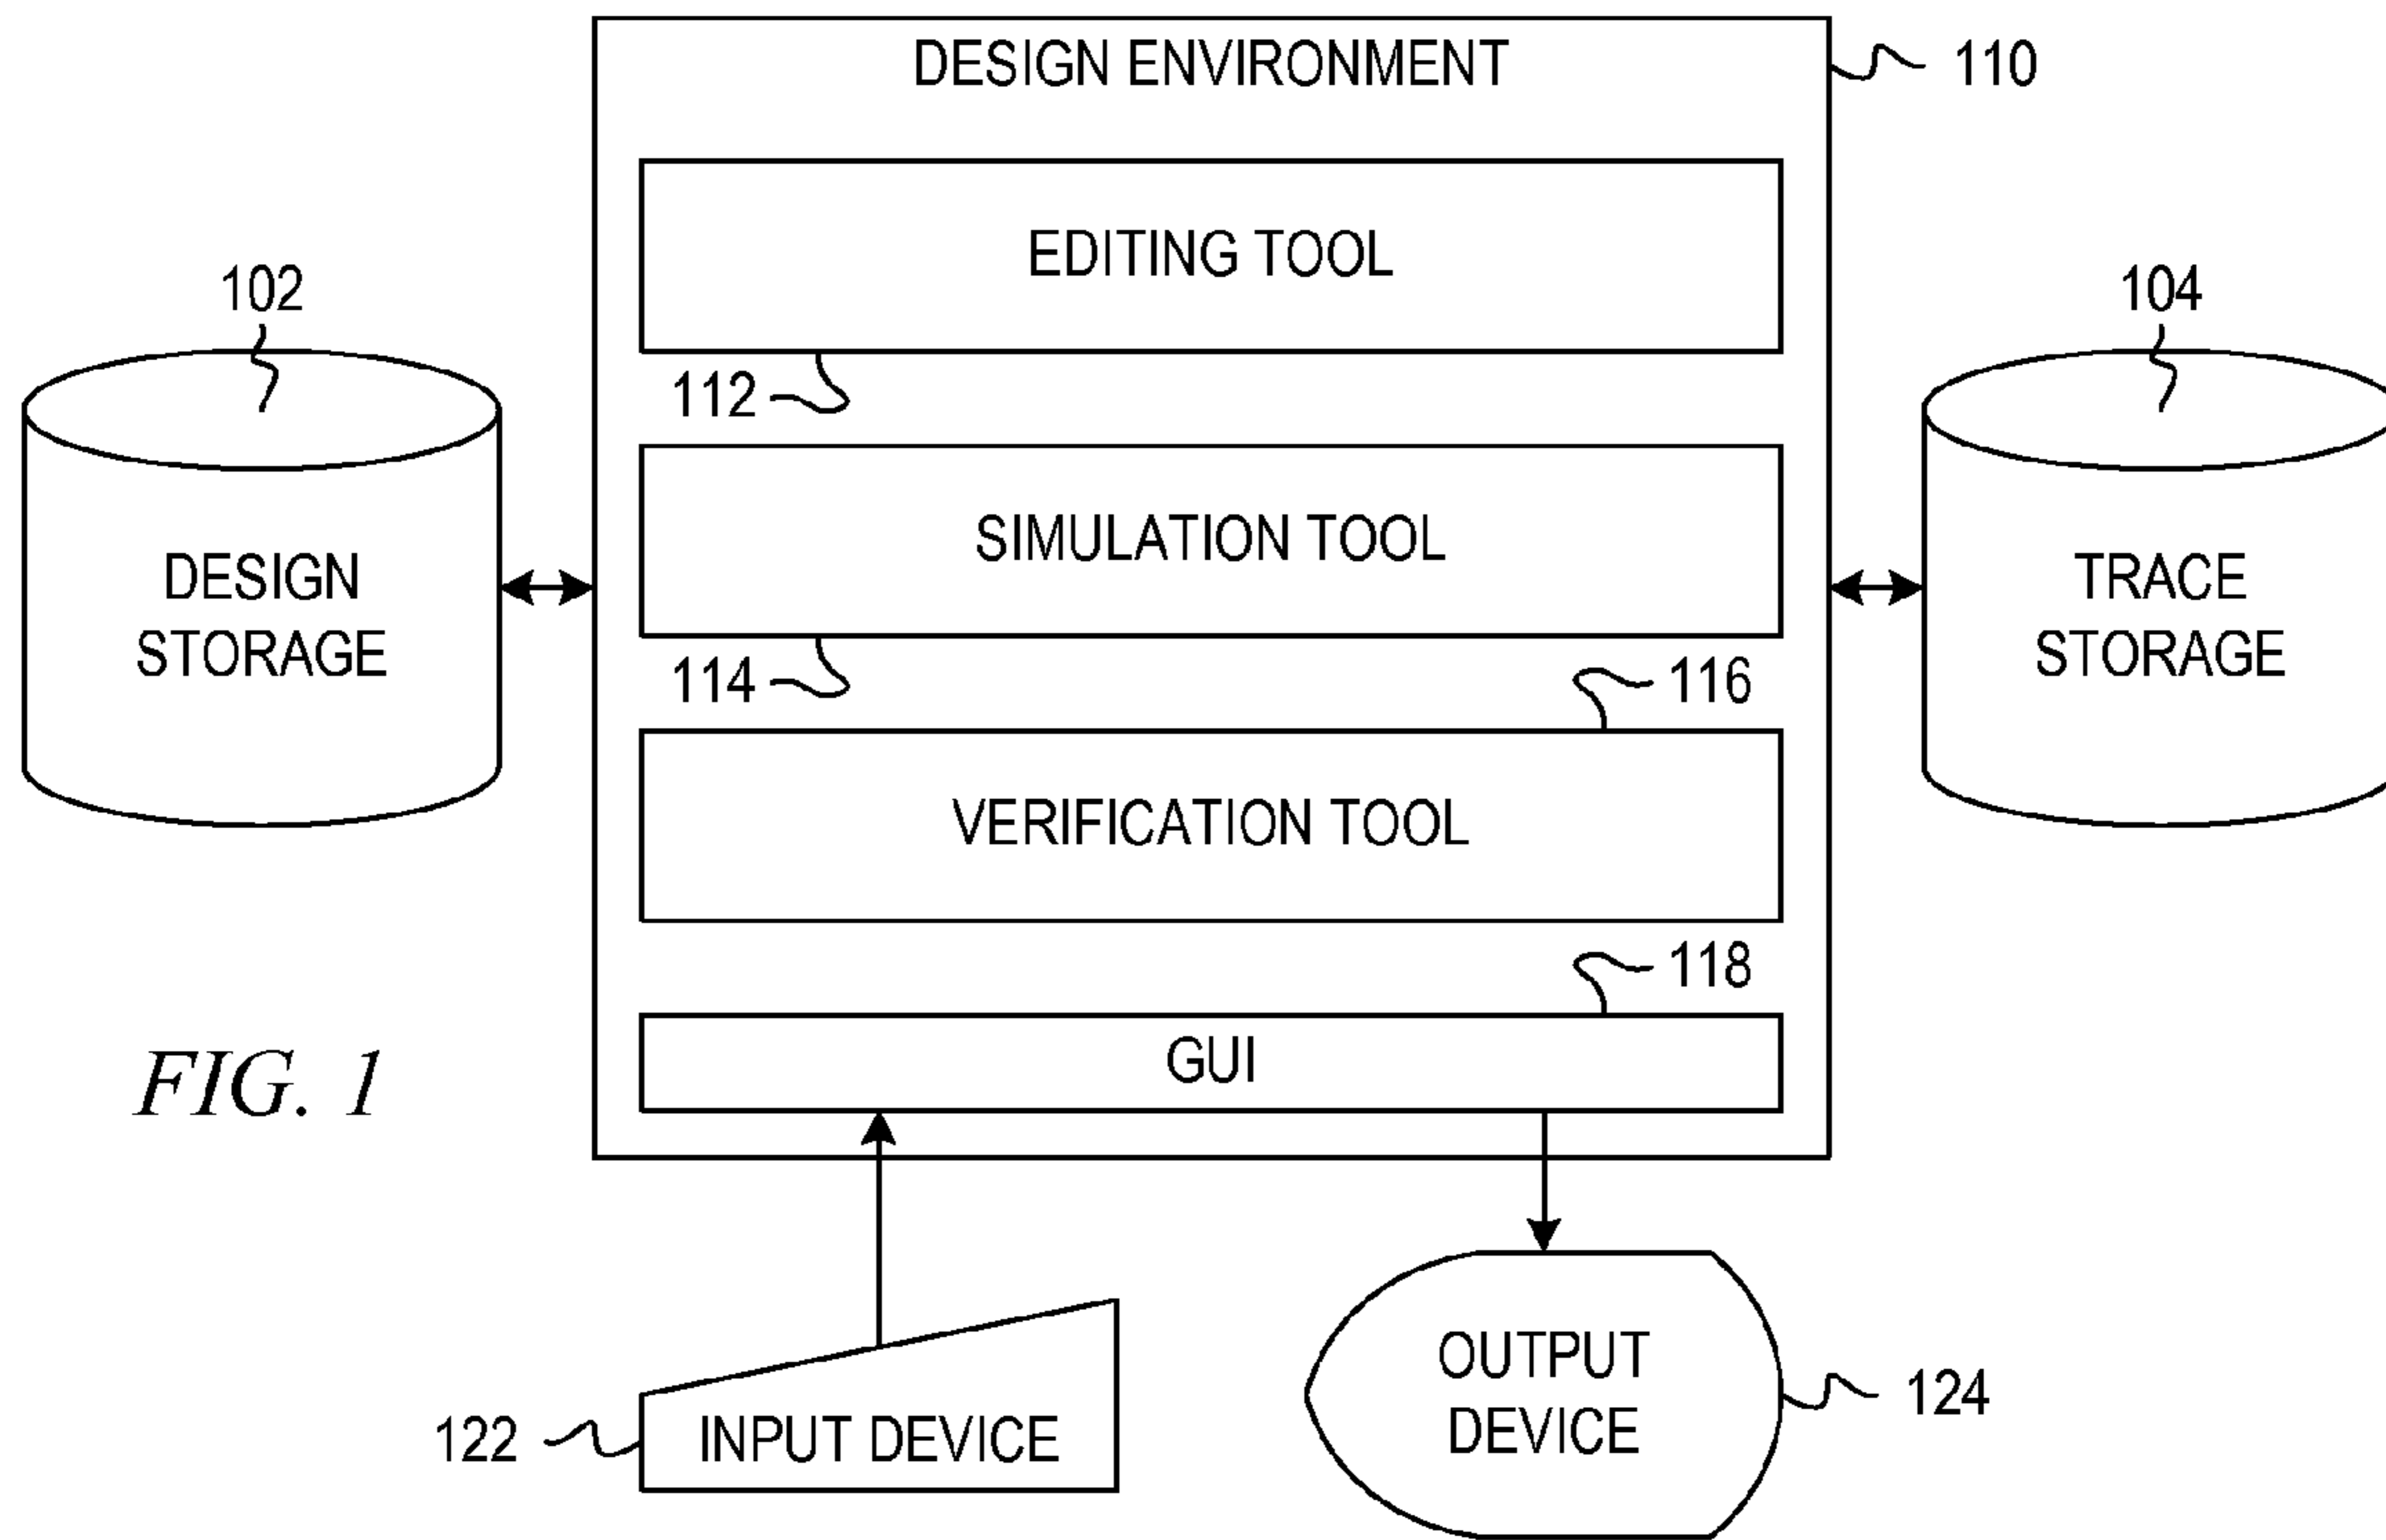 DESIGN ENVIRONMENT
110
EDITING TOOL
102
104
112
SIMULATION TOOL
DESIGN
STORAGE
TRACE
STORAGE
114
116
VERIFICATION TOOL
118
GUI
FIG. 1
OUTPUT
DEVICE
124
122
INPUT DEVICE